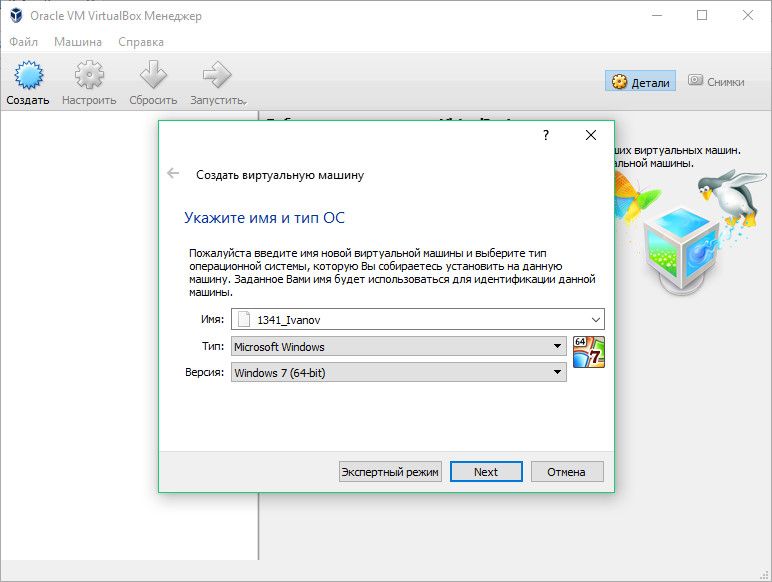 Oracle VM VirtualBox Менеджер
Файл Машина Справка
Создать Настроить Сбросить Запустить
Детали Снимки
ших виртуальных машин.
альной машины.
?
Создать виртуальную машину
Укажите имя и тип ОС
Пожалуйста введите имя новой виртуальной машины и выберите тип
операционной системы, которую Вы собираетесь установить на данную
машину. Заданное Вами имя будет использоваться для идентификации данной
машины.
Имя: 1341_Ivanov
Тип: Microsoft Windows
64
7
Версия: Windows 7 (64-bit)
Экспертный режим Next Отмена